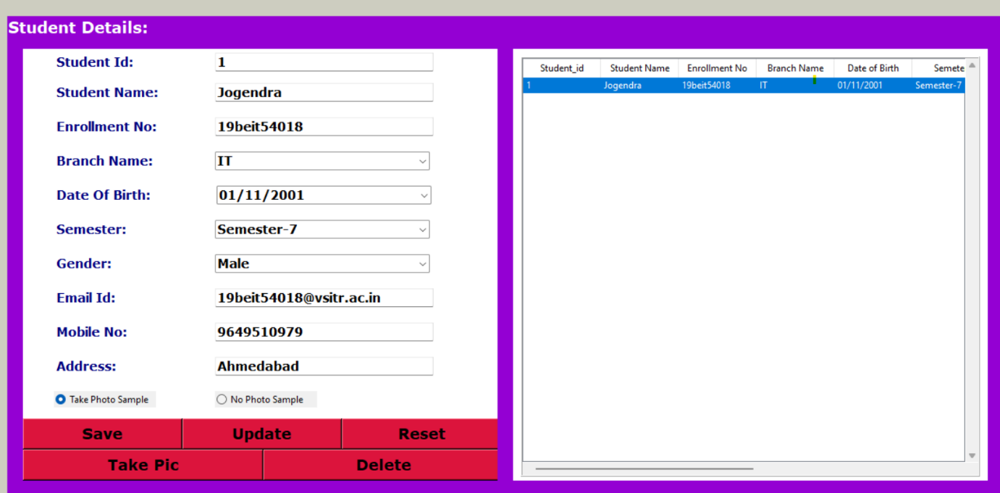 Student Details:
Student Id: 1
Student Name: Jogendra
Enrollment No: 19beit54018
Branch Name: IT
Date Of Birth: 01/11/2001
Semester: Semester-7
Gender: Male
Email Id: 19beit54018@vsitr.ac.in
Mobile No: 9649510979
Address: Ahmedabad
Take Photo Sample No Photo Sample
Save Update Reset
Take Pic Delete
Student_id Student Name Enrollment No Branch Name Date of Birth Semete
1 Jogendra 19beit54018 IT 01/11/2001 Semester-7